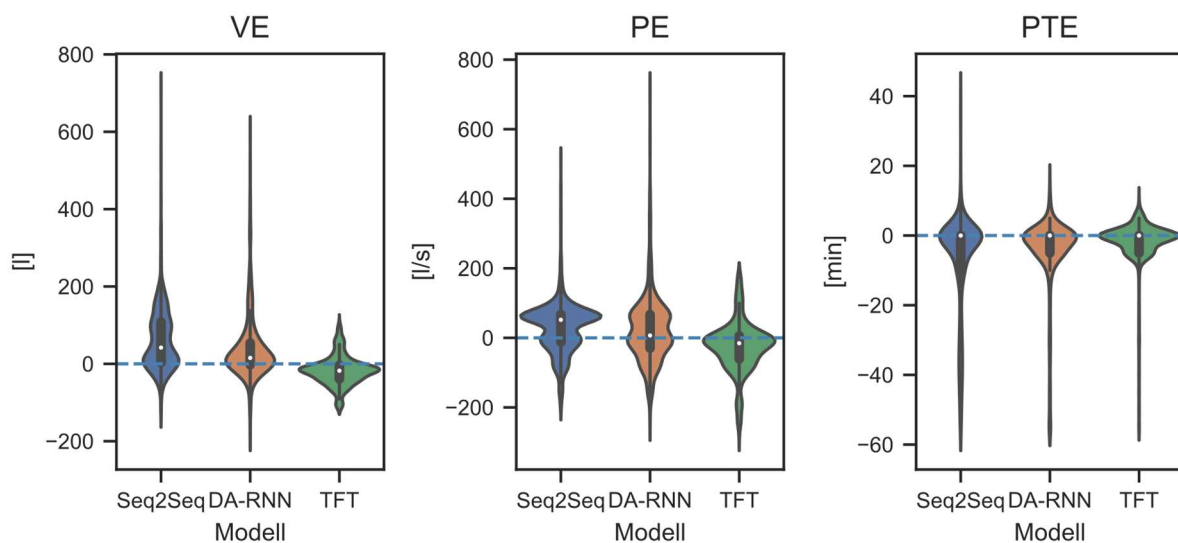 VE
800
600
400
200
0
−200
[l]
Seq2Seq DA-RNN TFT
Modell
PE
800
600
400
200
0
−200
[l/s]
Seq2Seq DA-RNN TFT
Modell
PTE
40
20
0
−20
−40
−60
[min]
Seq2Seq DA-RNN TFT
Modell